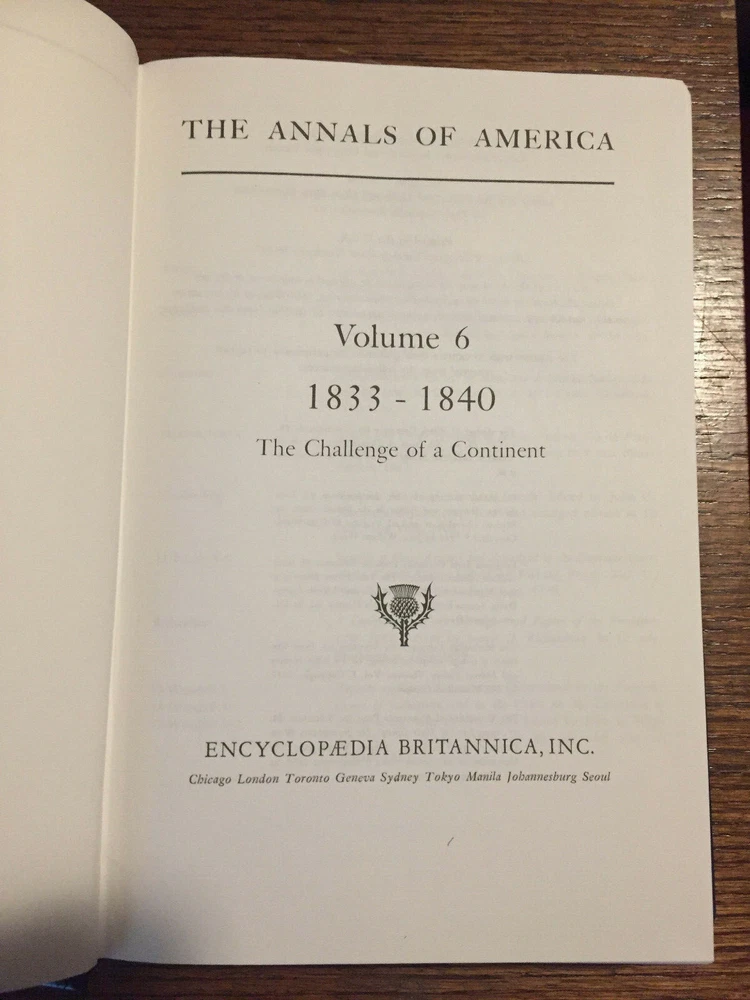 THE ANNALS OF AMERICA
Volume 6
1833 - 1840
The Challenge of a Continent
ENCYCLOPÆDIA BRITANNICA, INC.
Chicago London Toronto Geneva Sydney Tokyo Manila Johannesburg Seoul